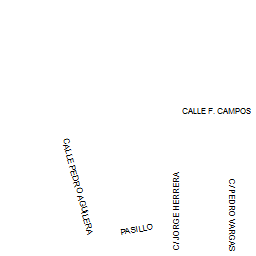 CALLE F. CAMPOS
CALLE PEDRO AGUILERA
PASILLO
C/ JORGE HERRERA
C/ PEDRO VARGAS